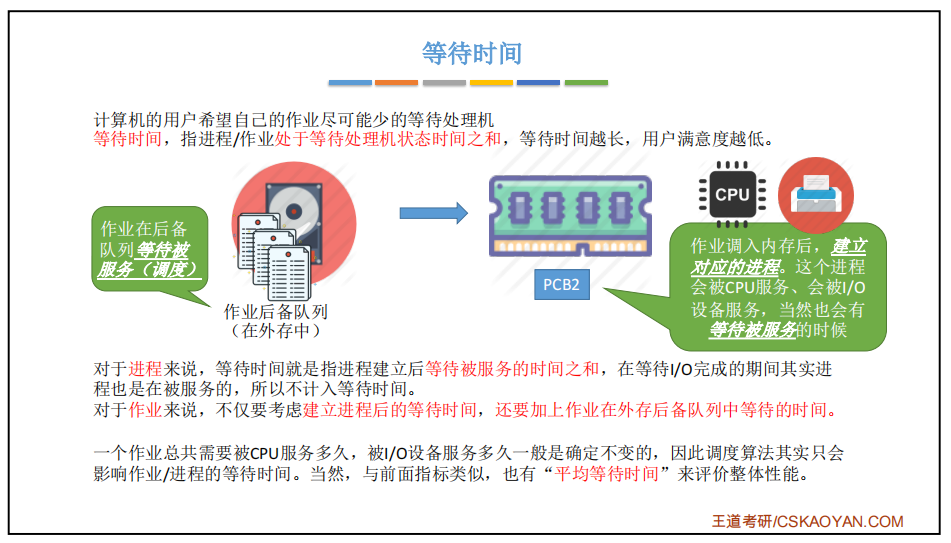 等待时间
计算机的用户希望自己的作业尽可能少的等待处理机
等待时间，指进程/作业处于等待处理机状态时间之和，等待时间越长，用户满意度越低。
作业在后备
队列等待被
服务（调度）
作业后备队列
（在外存中）
PCB2
CPU
作业调入内存后，建立
对应的进程。这个进程
会被CPU服务、会被I/O
设备服务，当然也会有
等待被服务的时候
对于进程来说，等待时间就是指进程建立后等待被服务的时间之和，在等待I/O完成的期间其实进
程也是在被服务的，所以不计入等待时间。
对于作业来说，不仅要考虑建立进程后的等待时间，还要加上作业在外存后备队列中等待的时间。
一个作业总共需要被CPU服务多久，被I/O设备服务多久一般是确定不变的，因此调度算法其实只会
影响作业/进程的等待时间。当然，与前面指标类似，也有“平均等待时间”来评价整体性能。
王道考研/CSKAOYAN.COM